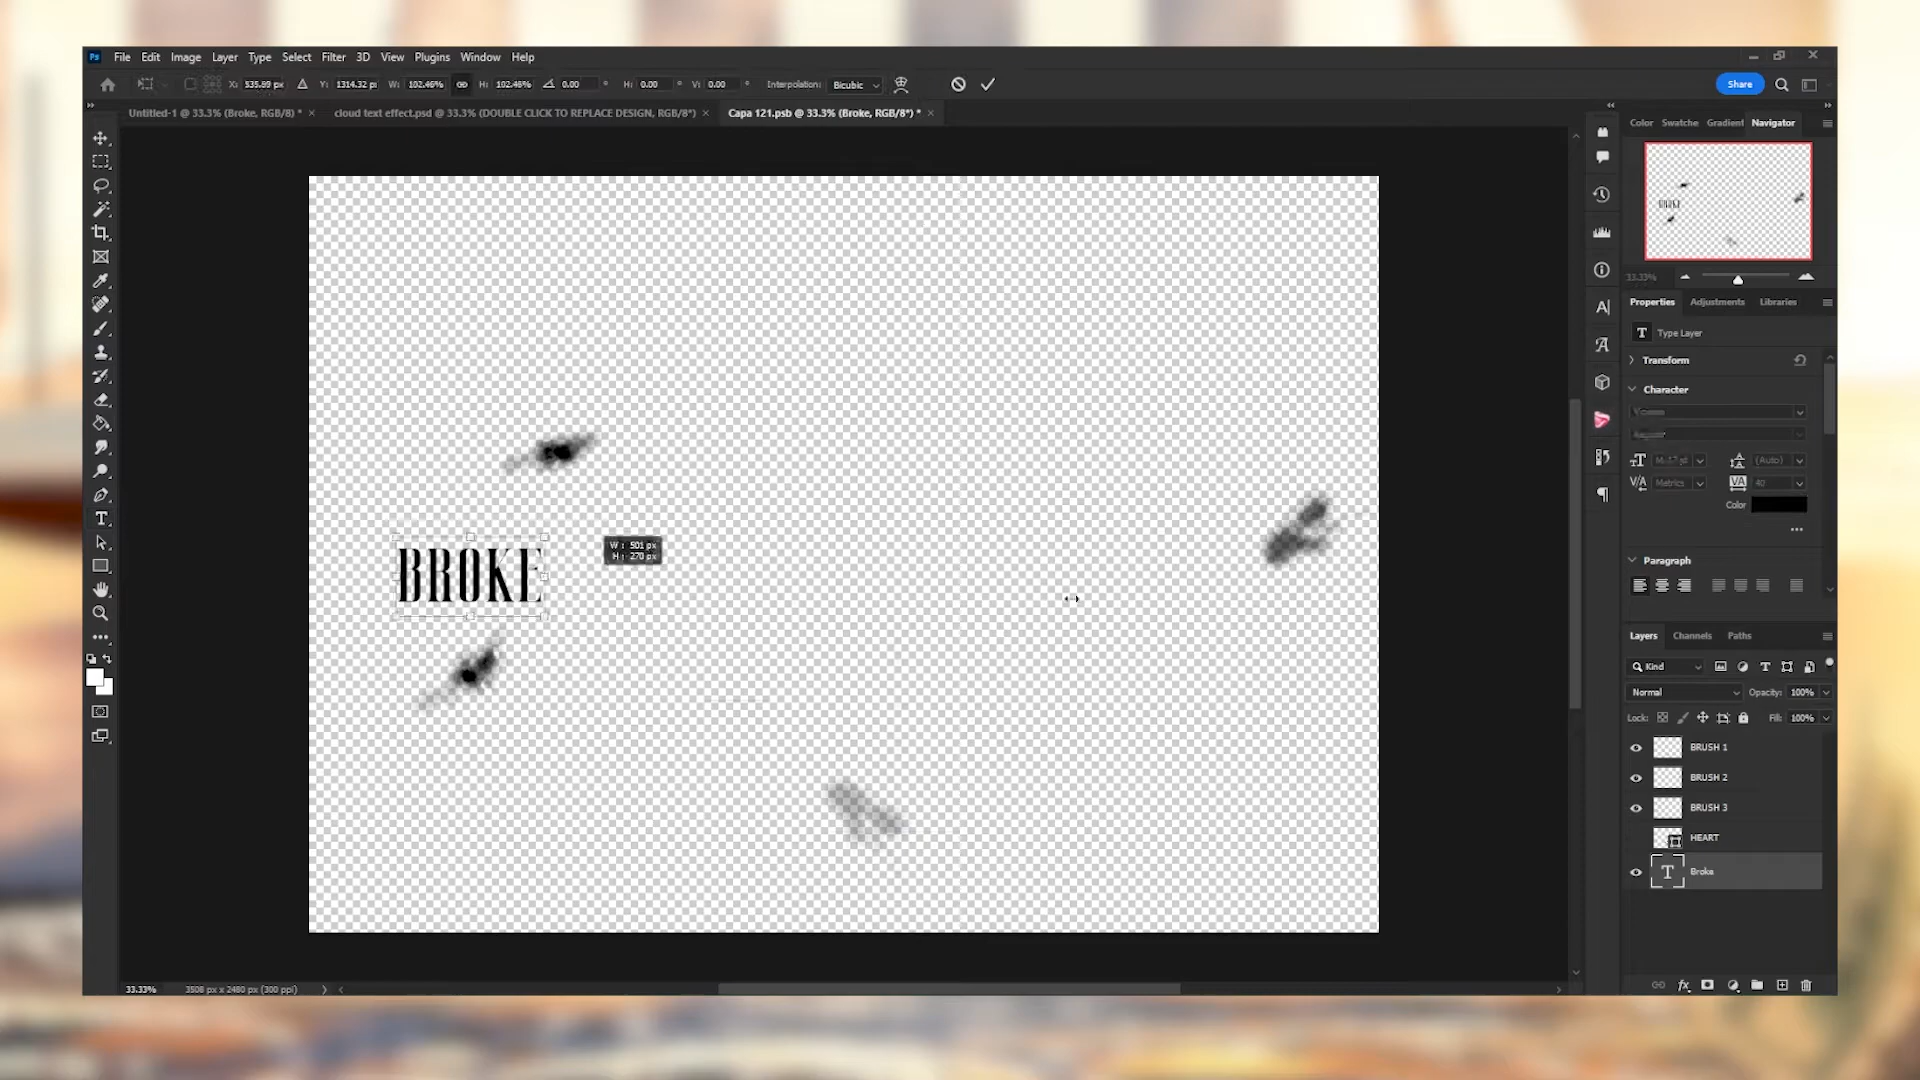 Ps File Edit Image Layer Type Select Filter 3D View Plugins Window Help
X: 535.89 px Y: 1314.32 px W: 102.46% H: 102.46% 0.00 ° H: 0.00 ° V: 0.00 ° Interpolation: Bicubic Share
Untitled-1 @ 33.3% (Broke, RGB/8) * × cloud text effect.psd @ 33.3% (DOUBLE CLICK TO REPLACE DESIGN, RGB/8*) × Capa 121.psb @ 33.3% (Broke, RGB/8*) * ×
Color Swatche Gradient Navigator
BROKE
33.33%
Properties Adjustments Libraries
T Type Layer
Transform
Character
(Auto)
Metrics 40
Color
Paragraph
W : 501 px
H : 270 px
BROKE
Layers Channels Paths
Kind
Normal Opacity: 100%
Lock: Fill: 100%
BRUSH 1
BRUSH 2
BRUSH 3
HEART
T Broke
fx
33.33% 3508 px x 2480 px (300 ppi)